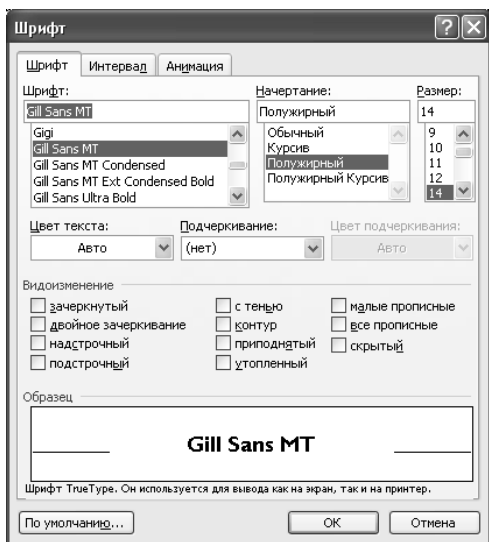 Шрифт
Шрифт Интервал Анимация
Шрифт: Начертание: Размер:
Gill Sans MT Полужирный 14
Gigi Обычный 9
Gill Sans MT Курсив 10
Gill Sans MT Condensed Полужирный 11
Gill Sans MT Ext Condensed Bold Полужирный Курсив 12
Gill Sans Ultra Bold 14
Цвет текста: Подчеркивание: Цвет подчеркивания:
Авто (нет) Авто
Видоизменение
зачеркнутый с тенью малые прописные
двойное зачеркивание контур все прописные
надстрочный приподнятый скрытый
подстрочный утопленный
Образец
Gill Sans MT
Шрифт TrueType. Он используется для вывода как на экран, так и на принтер.
По умолчанию... ОК Отмена